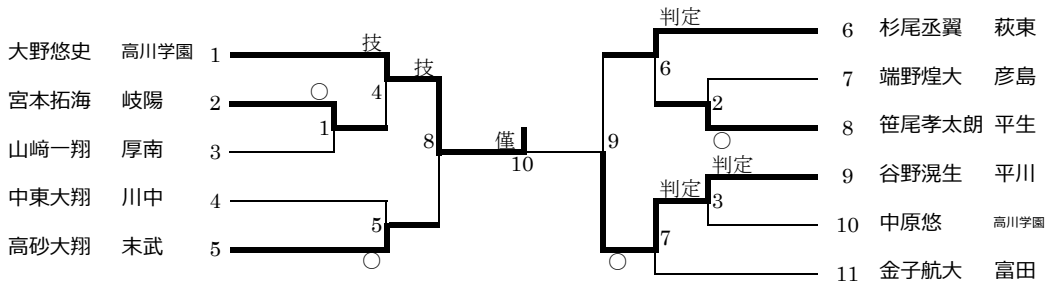 大野悠史 高川学園 1
宮本拓海 岐陽 2
山﨑一翔 厚南 3
中東大翔 川中 4
高砂大翔 末武 5
技
○
1
4
技
5
○
8
僅
10
9
判定
6
2
○
判定
判定
3
7
○
6 杉尾丞翼 萩東
7 端野煌大 彦島
8 笹尾孝太朗 平生
9 谷野滉生 平川
10 中原悠 高川学園
11 金子航大 富田